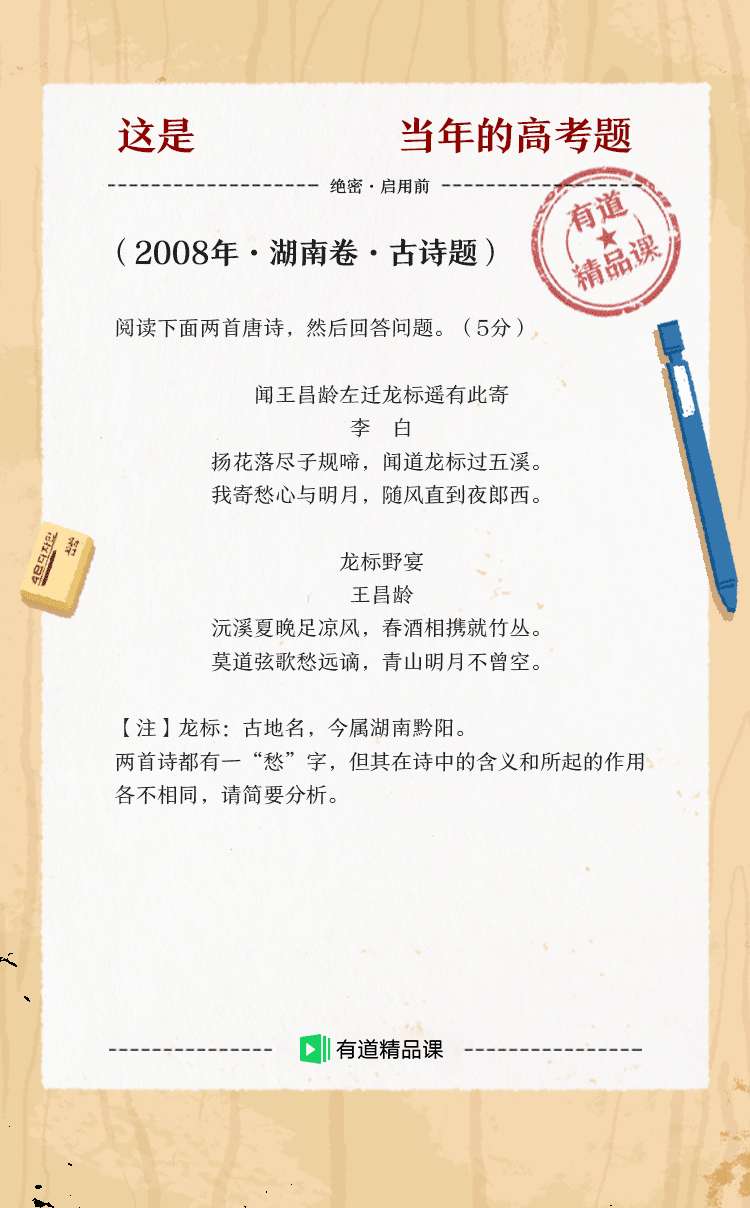 这是 当年的高考题
绝密·启用前
有道
精品课
（2008年·湖南卷·古诗题）
阅读下面两首唐诗，然后回答问题。（5分）
闻王昌龄左迁龙标遥有此寄
李 白
扬花落尽子规啼，闻道龙标过五溪。
我寄愁心与明月，随风直到夜郎西。
龙标野宴
王昌龄
沅溪夏晚足凉风，春酒相携就竹丛。
莫道弦歌愁远谪，青山明月不曾空。
【注】龙标：古地名，今属湖南黔阳。
两首诗都有一“愁”字，但其在诗中的含义和所起的作用
各不相同，请简要分析。
有道精品课